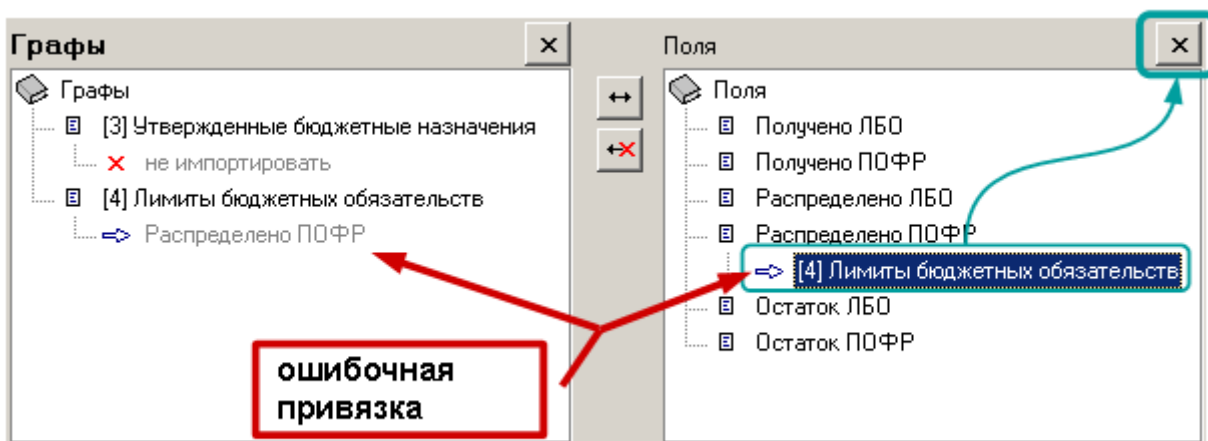 Графы
Графы
[3] Утвержденные бюджетные назначения
не импортировать
[4] Лимиты бюджетных обязательств
Распределено ПОФР
ошибочная
привязка
Поля
Поля
Получено ЛБО
Получено ПОФР
Распределено ЛБО
Распределено ПОФР
[4] Лимиты бюджетных обязательств
Остаток ЛБО
Остаток ПОФР